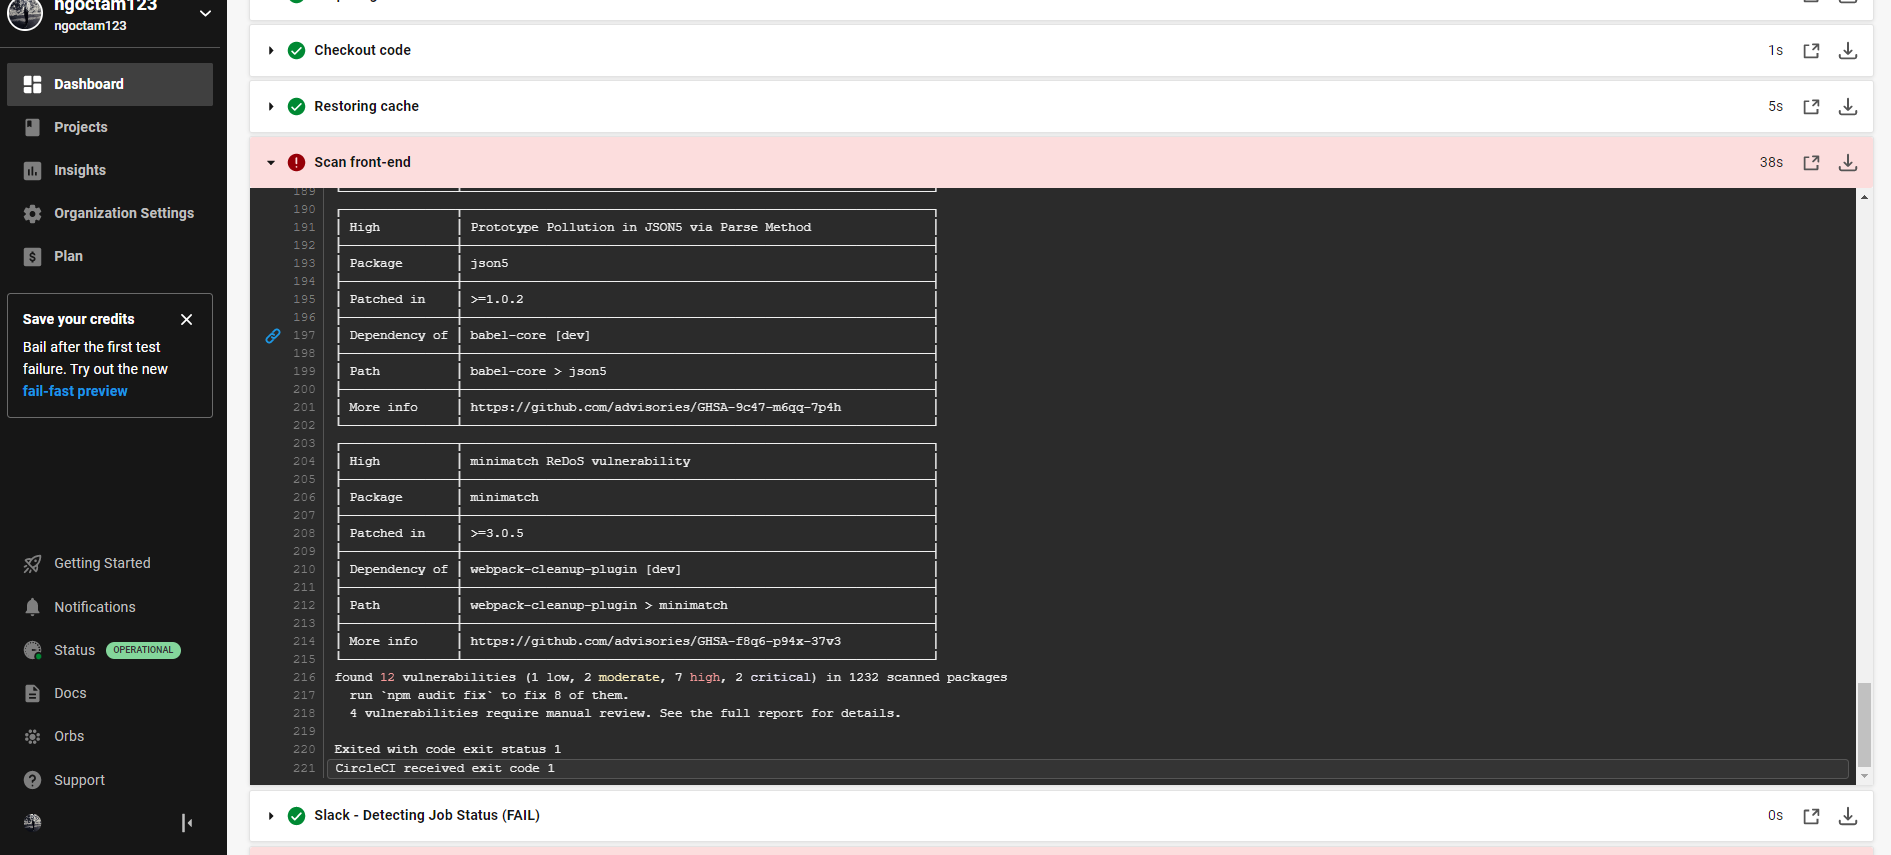 ngoctam123
ngoctam123
Dashboard
Projects
Insights
Organization Settings
Plan
Save your credits
Bail after the first test
failure. Try out the new
fail-fast preview
Getting Started
Notifications
Status OPERATIONAL
Docs
Orbs
Support
Checkout code 1s
Restoring cache 5s
Scan front-end 38s
189
190
191 High Prototype Pollution in JSON5 via Parse Method
192
193 Package json5
194
195 Patched in >=1.0.2
196
197 Dependency of babel-core [dev]
198
199 Path babel-core > json5
200
201 More info https://github.com/advisories/GHSA-9c47-m6qq-7p4h
202
203
204 High minimatch ReDoS vulnerability
205
206 Package minimatch
207
208 Patched in >=3.0.5
209
210 Dependency of webpack-cleanup-plugin [dev]
211
212 Path webpack-cleanup-plugin > minimatch
213
214 More info https://github.com/advisories/GHSA-f8q6-p94x-37v3
215
216 found 12 vulnerabilities (1 low, 2 moderate, 7 high, 2 critical) in 1232 scanned packages
217 run `npm audit fix` to fix 8 of them.
218 4 vulnerabilities require manual review. See the full report for details.
219
220 Exited with code exit status 1
221 CircleCI received exit code 1
Slack - Detecting Job Status (FAIL) 0s